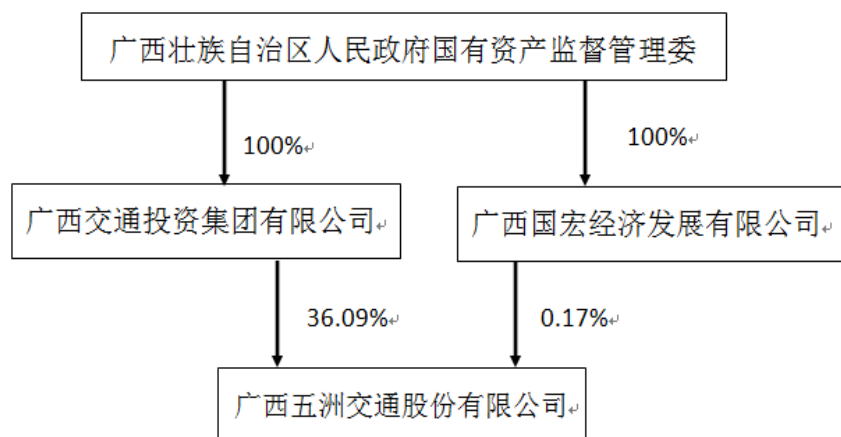 广西壮族自治区人民政府国有资产监督管理委
100%
100%
广西交通投资集团有限公司
广西国宏经济发展有限公司
36.09%
0.17%
广西五洲交通股份有限公司